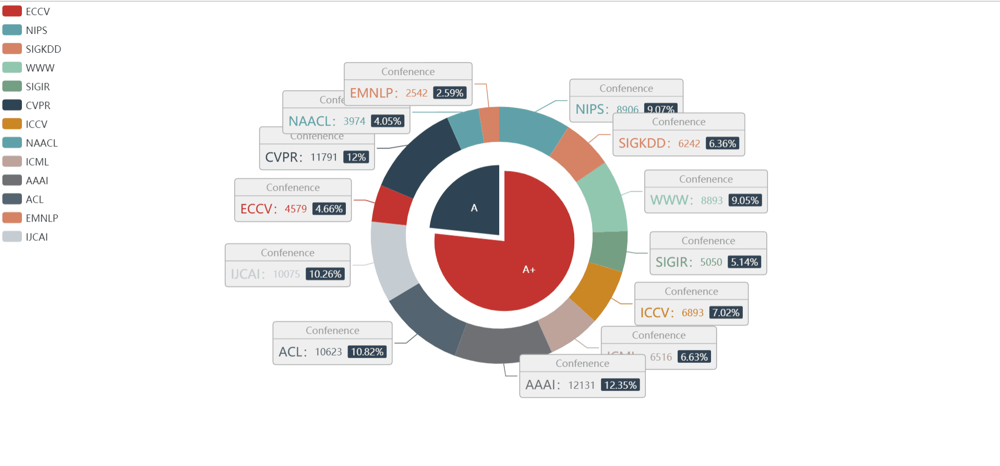 ECCV
NIPS
SIGKDD
WWW
SIGIR
CVPR
ICCV
NAACL
ICML
AAAI
ACL
EMNLP
IJCAI
Confenence
EMNLP: 2542 2.59%
Confe
NAACL: 3974 4.05%
Confenence
CVPR: 11791 12%
Confenence
ECCV: 4579 4.66%
Confenence
IJCAI: 10075 10.26%
Confenence
ACL: 10623 10.82%
A
A+
Confenence
NIPS: 8906 9.07%
Confenence
SIGKDD: 6242 6.36%
Confenence
WWW: 8893 9.05%
Confenence
SIGIR: 5050 5.14%
Confenence
ICCV: 6893 7.02%
Confenence
ICML 6516 6.63%
Confenence
AAAI: 12131 12.35%